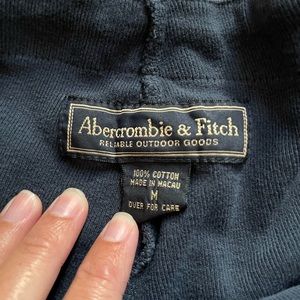 Abercrombie & Fitch
RELIABLE OUTDOOR GOODS
100% COTTON
MADE IN MACAU
M
OVER FOR CARE